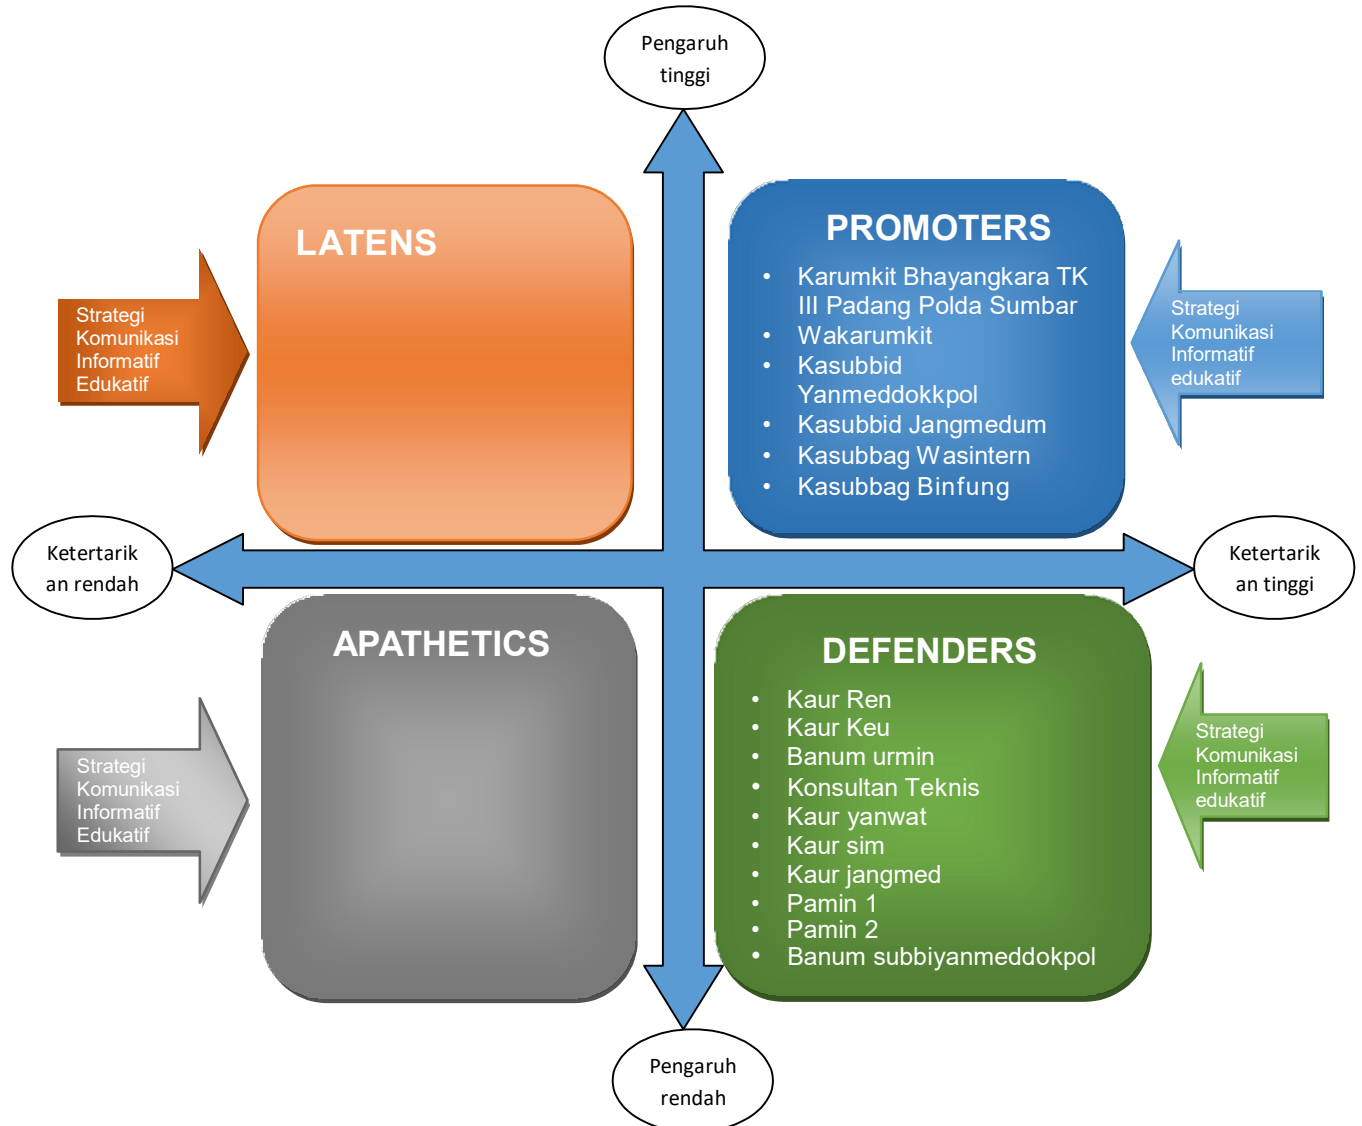 Pengaruh
tinggi
LATENS
Strategi
Komunikasi
Informatif
Edukatif
PROMOTERS
• Karumkit Bhayangkara TK
III Padang Polda Sumbar
• Wakarumkit
• Kasubbid
Yanmeddokkpol
• Kasubbid Jangmedum
• Kasubbag Wasintern
• Kasubbag Binfung
Strategi
Komunikasi
Informatif
edukatif
Ketertarik
an rendah
Ketertarik
an tinggi
APATHETICS
Strategi
Komunikasi
Informatif
Edukatif
DEFENDERS
• Kaur Ren
• Kaur Keu
• Banum urmin
• Konsultan Teknis
• Kaur yanwat
• Kaur sim
• Kaur jangmed
• Pamin 1
• Pamin 2
• Banum subbiyanmeddokpol
Strategi
Komunikasi
Informatif
edukatif
Pengaruh
rendah